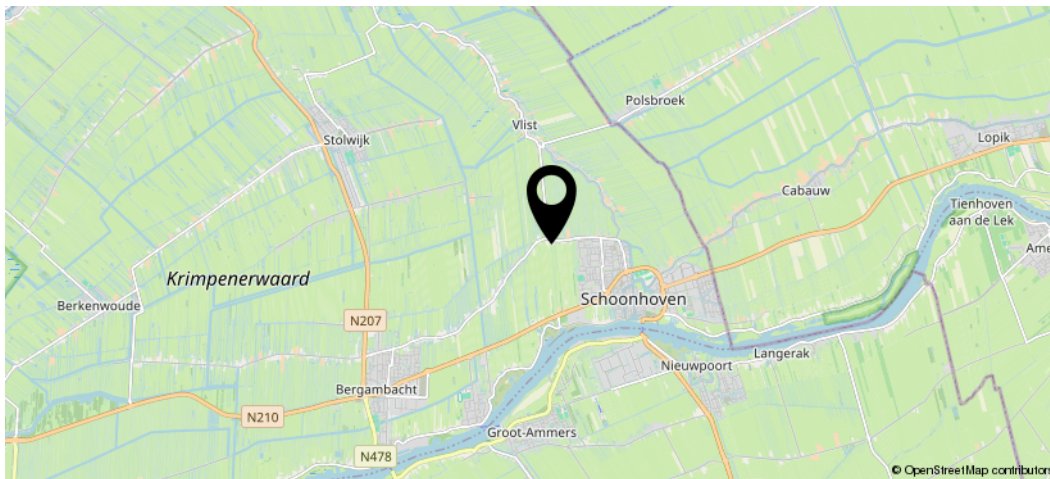 Polsbroek
Vlist
Stolwijk
Lopik
Cabauw
Tienhoven
aan de Lek
Ame
Krimpenerwaard
Berkenwoude
Schoonhoven
N207
Langerak
Nieuwpoort
Bergambacht
N210
Groot-Ammers
N478
© OpenStreetMap contributors